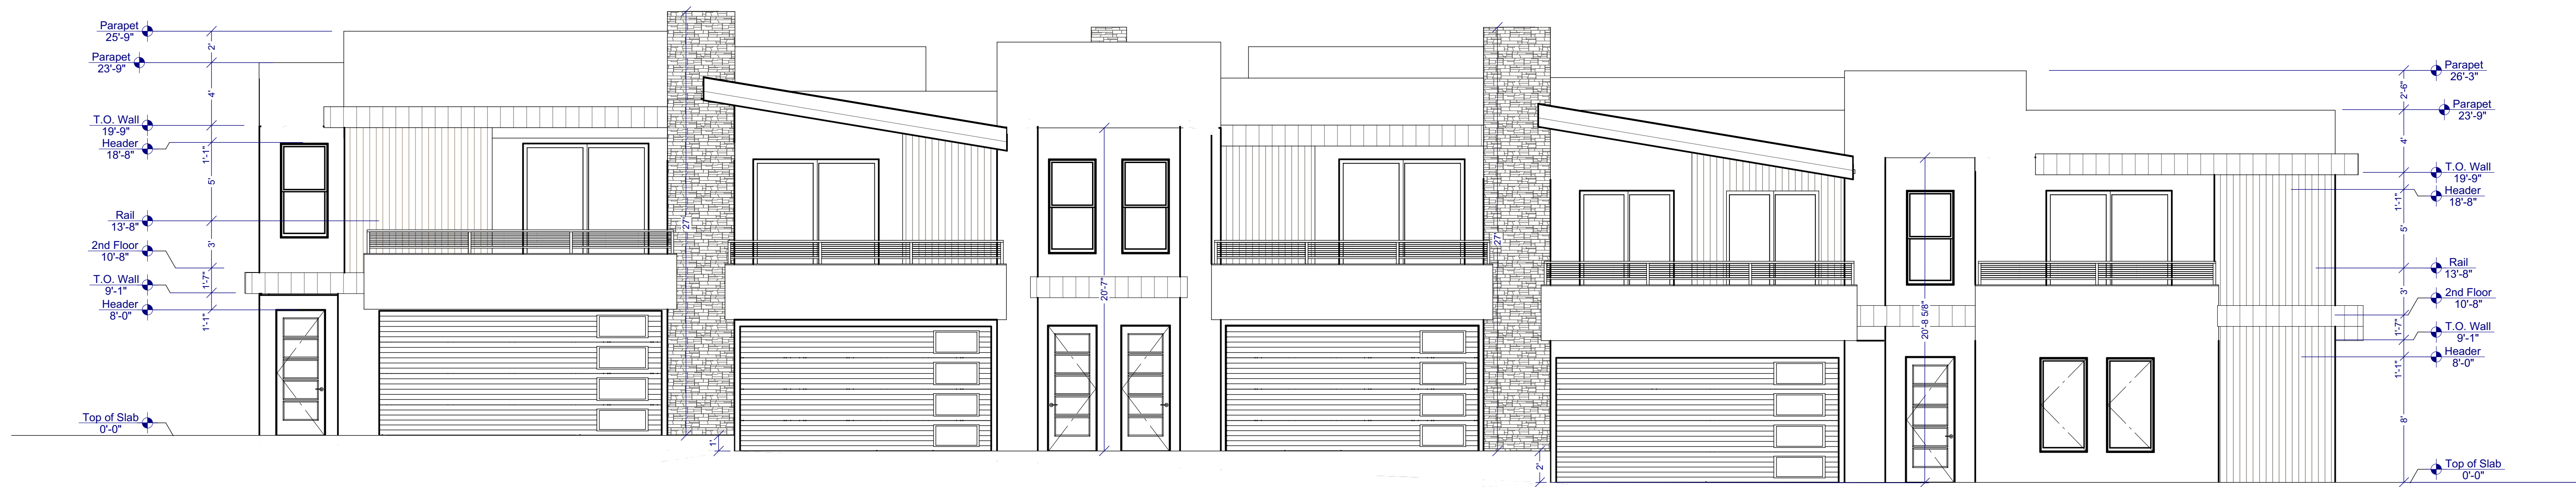 Parapet
25'-9"
Parapet
23'-9"
T.O. Wall
19'-9"
Header
18'-8"
Rail
13'-8"
2nd Floor
10'-8"
T.O. Wall
9'-1"
Header
8'-0"
Top of Slab
0'-0"
2'
4'
1'-1"
5'
3'
1'-7"
1'-1"
27'
1'
20'-7"
27'
2'
20'-8 5/8"
2'-6"
4'
1'-1"
5'
3'
1'-7"
1'-1"
8'
Parapet
26'-3"
Parapet
23'-9"
T.O. Wall
19'-9"
Header
18'-8"
Rail
13'-8"
2nd Floor
10'-8"
T.O. Wall
9'-1"
Header
8'-0"
Top of Slab
0'-0"